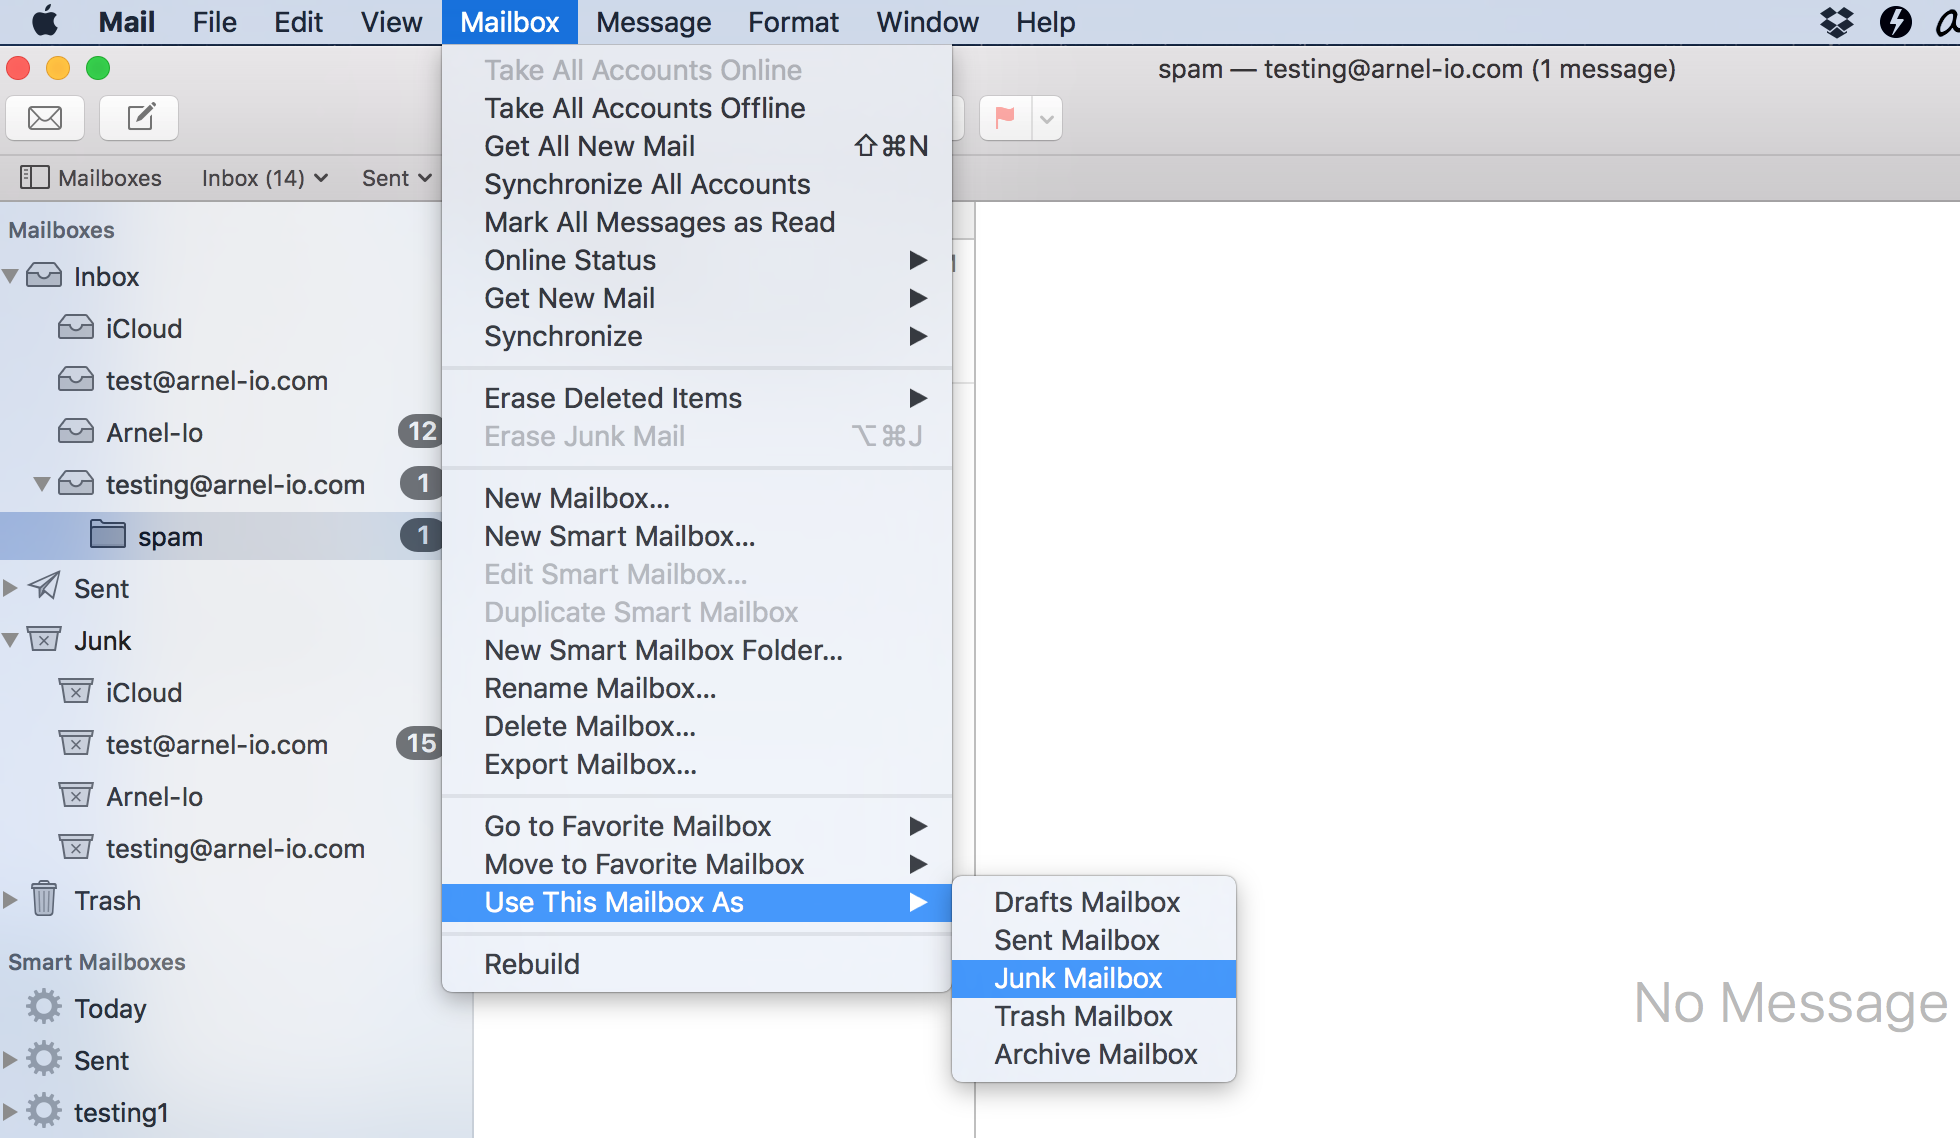 Mail File Edit View Mailbox Message Format Window Help
spam — testing@arnel-io.com (1 message)
Mailboxes Inbox (14) Sent
Mailboxes
Inbox
iCloud
test@arnel-io.com
Arnel-Io 12
testing@arnel-io.com 1
spam 1
Sent
Junk
iCloud
test@arnel-io.com 15
Arnel-Io
testing@arnel-io.com
Trash
Smart Mailboxes
Today
Sent
testing1
Take All Accounts Online
Take All Accounts Offline
Get All New Mail ⇧⌘N
Synchronize All Accounts
Mark All Messages as Read
Online Status
Get New Mail
Synchronize
Erase Deleted Items
Erase Junk Mail ⌥⌘J
New Mailbox...
New Smart Mailbox...
Edit Smart Mailbox...
Duplicate Smart Mailbox
New Smart Mailbox Folder...
Rename Mailbox...
Delete Mailbox...
Export Mailbox...
Go to Favorite Mailbox
Move to Favorite Mailbox
Use This Mailbox As
Rebuild
Drafts Mailbox
Sent Mailbox
Junk Mailbox
Trash Mailbox
Archive Mailbox
No Message